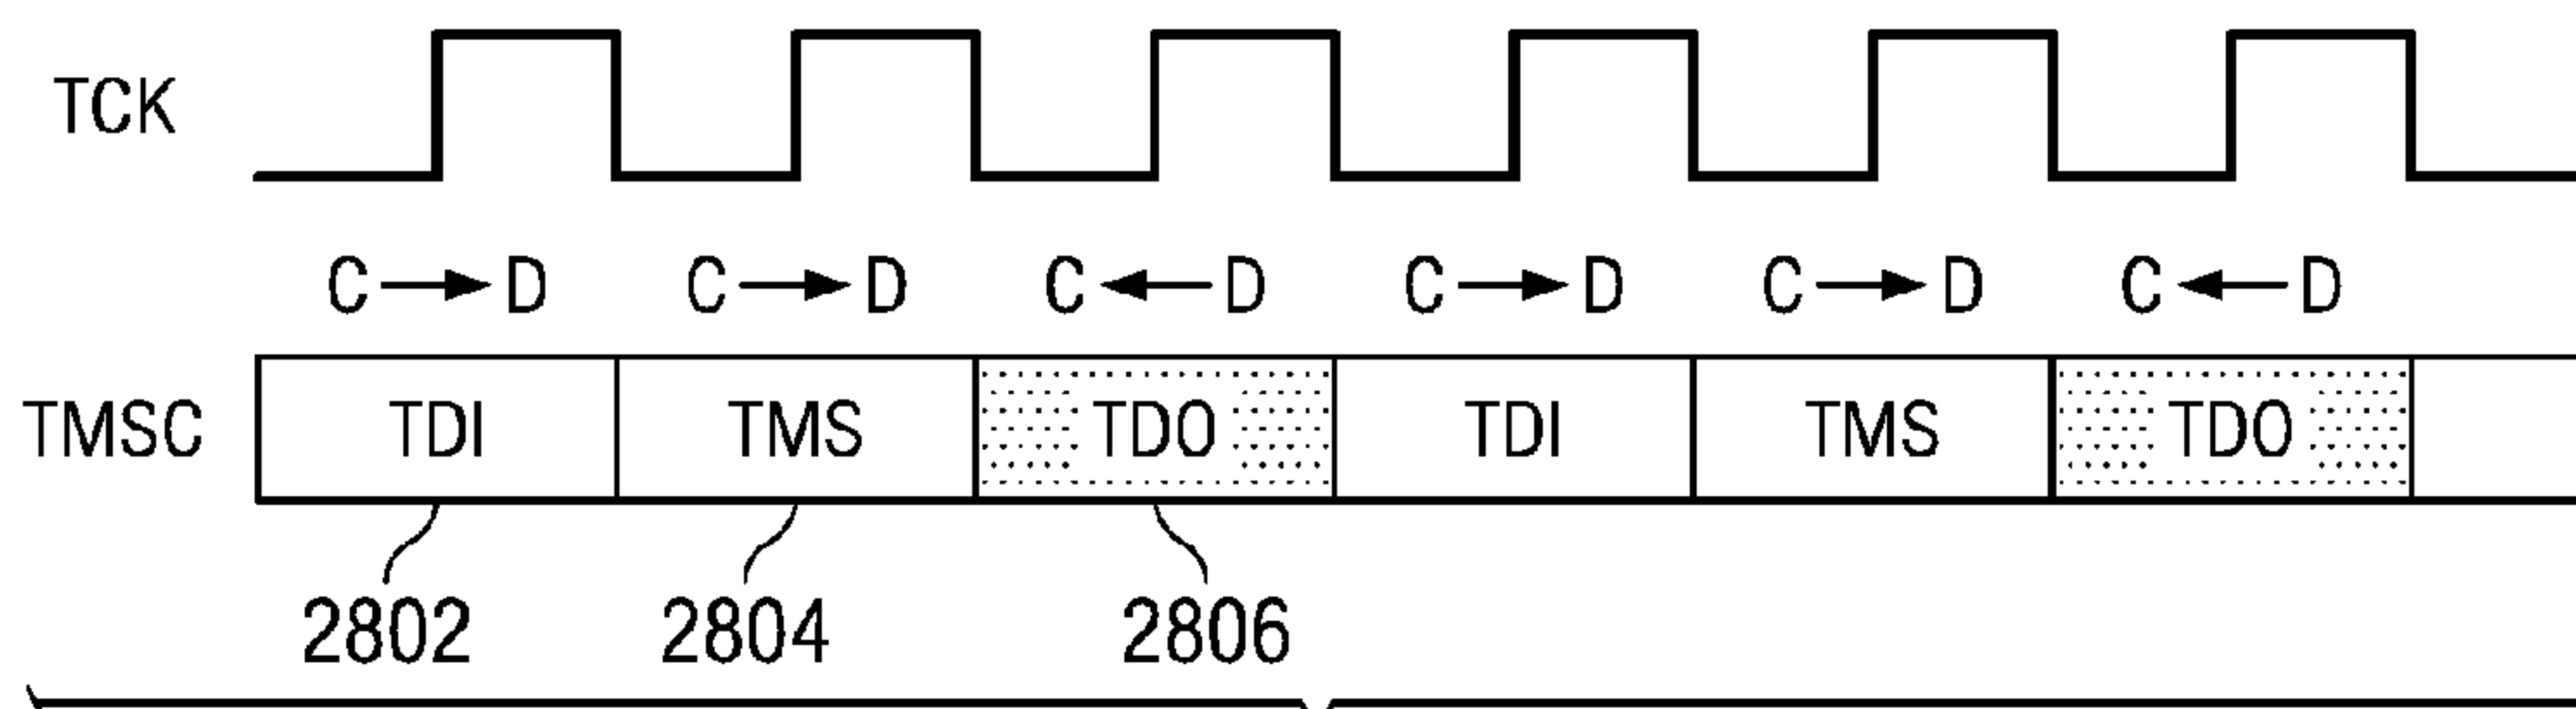 TCK
C D C D C D C D C D C D
TMSC TDI TMS TDO TDI TMS TDO
2802 2804 2806